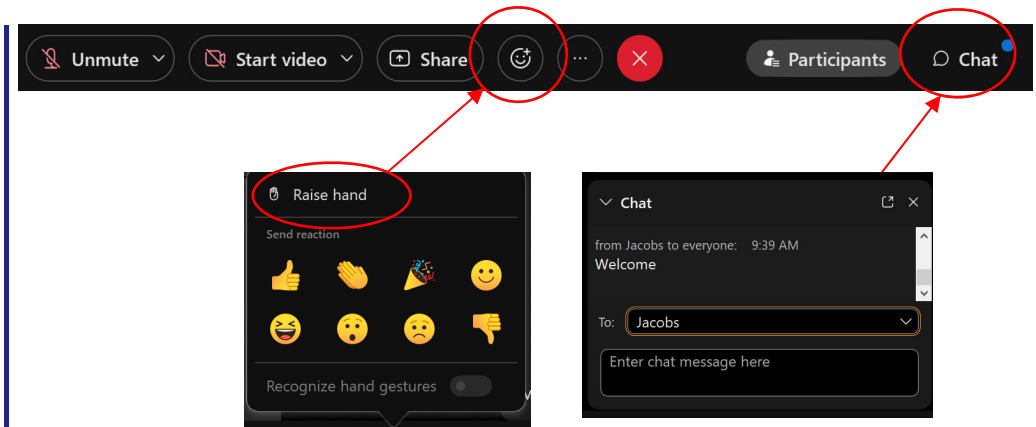 Unmute Start video Share Participants Chat
Raise hand
Send reaction
Recognize hand gestures
Chat
from Jacobs to everyone: 9:39 AM
Welcome
To: Jacobs
Enter chat message here